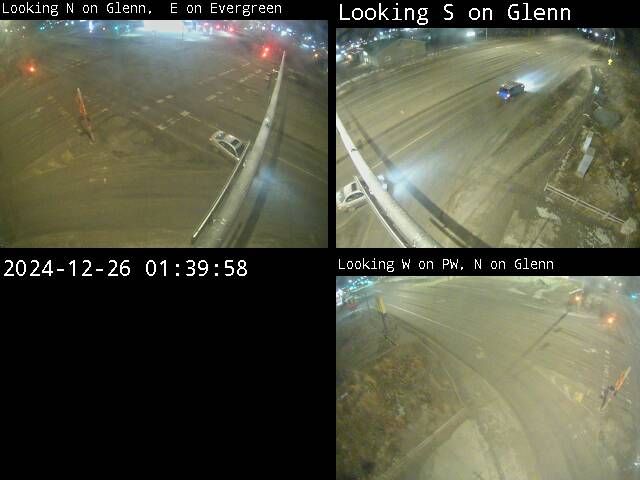 Looking N on Glenn,  E on Evergreen
Looking S on Glenn
2024-12-26 01:39:58
Looking W on PW, N on Glenn